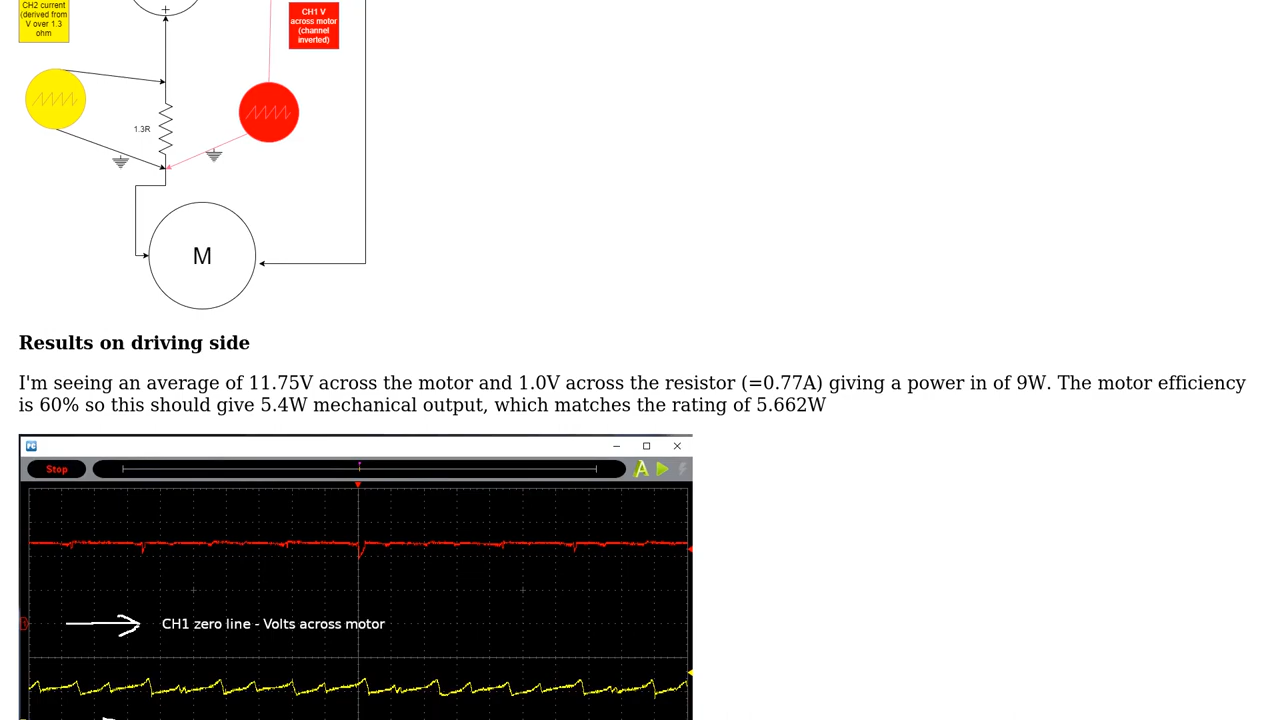 CH2 current
(derived from
V over 1.3
ohm
+
CH1 V
across motor
(channel
inverted)
1.3R
M
Results on driving side
I'm seeing an average of 11.75V across the motor and 1.0V across the resistor (=0.77A) giving a power in of 9W. The motor efficiency
is 60% so this should give 5.4W mechanical output, which matches the rating of 5.662W
Stop
A
CH1 zero line - Volts across motor